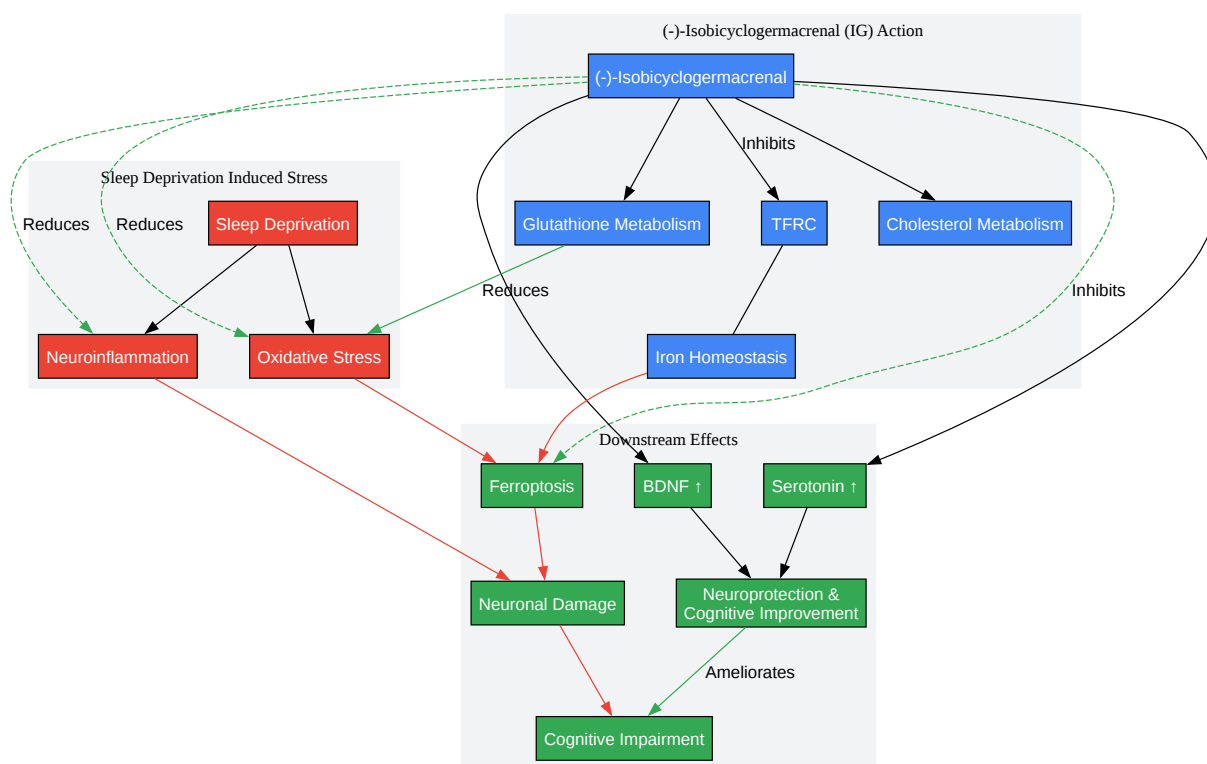 (-)-Isobicyclogermacrenal (IG) Action
(-)-Isobicyclogermacrenal
Inhibits
Sleep Deprivation Induced Stress
Reduces
Reduces
Sleep Deprivation
Glutathione Metabolism
TFRC
Cholesterol Metabolism
Reduces
Inhibits
Neuroinflammation
Oxidative Stress
Iron Homeostasis
Downstream Effects
Ferroptosis
BDNF ↑
Serotonin ↑
Neuronal Damage
Neuroprotection &
Cognitive Improvement
Ameliorates
Cognitive Impairment